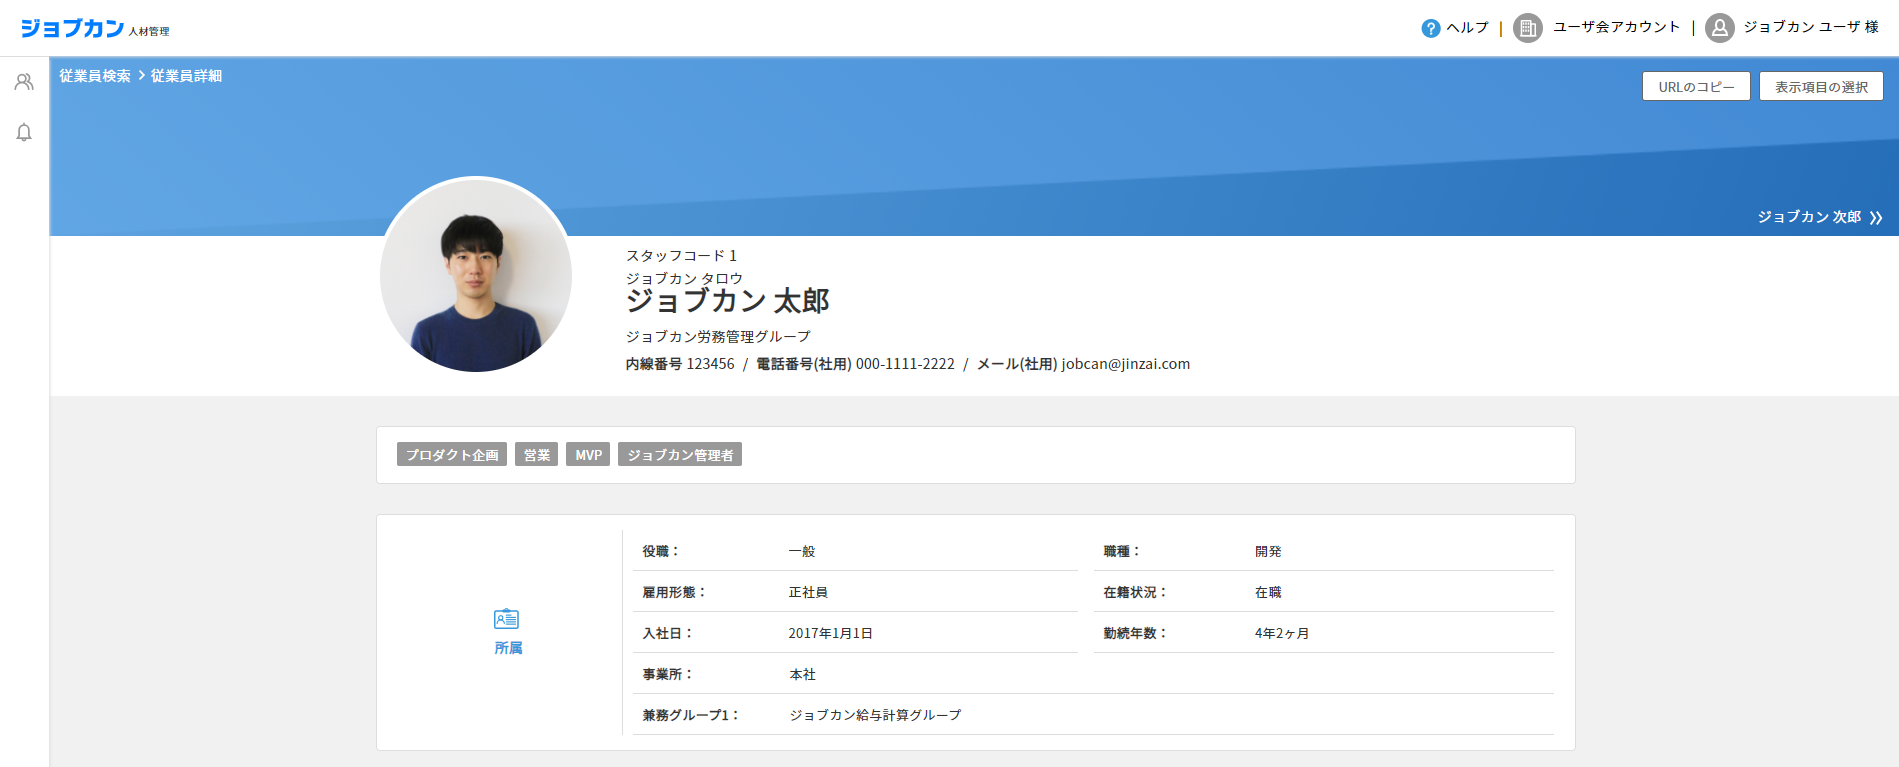 ジョブカン 人材管理
? ヘルプ | ユーザ会アカウント | ジョブカン ユーザ 様
従業員検索 > 従業員詳細
URLのコピー 表示項目の選択
ジョブカン 次郎
スタッフコード 1
ジョブカン タロウ
ジョブカン 太郎
ジョブカン労務管理グループ
内線番号 123456 / 電話番号(社用) 000-1111-2222 / メール(社用) jobcan@jinzai.com
プロダクト企画 営業 MVP ジョブカン管理者
所属
役職： 一般 職種： 開発
雇用形態： 正社員 在籍状況： 在職
入社日： 2017年1月1日 勤続年数： 4年2ヶ月
事業所： 本社
兼務グループ1： ジョブカン給与計算グループ